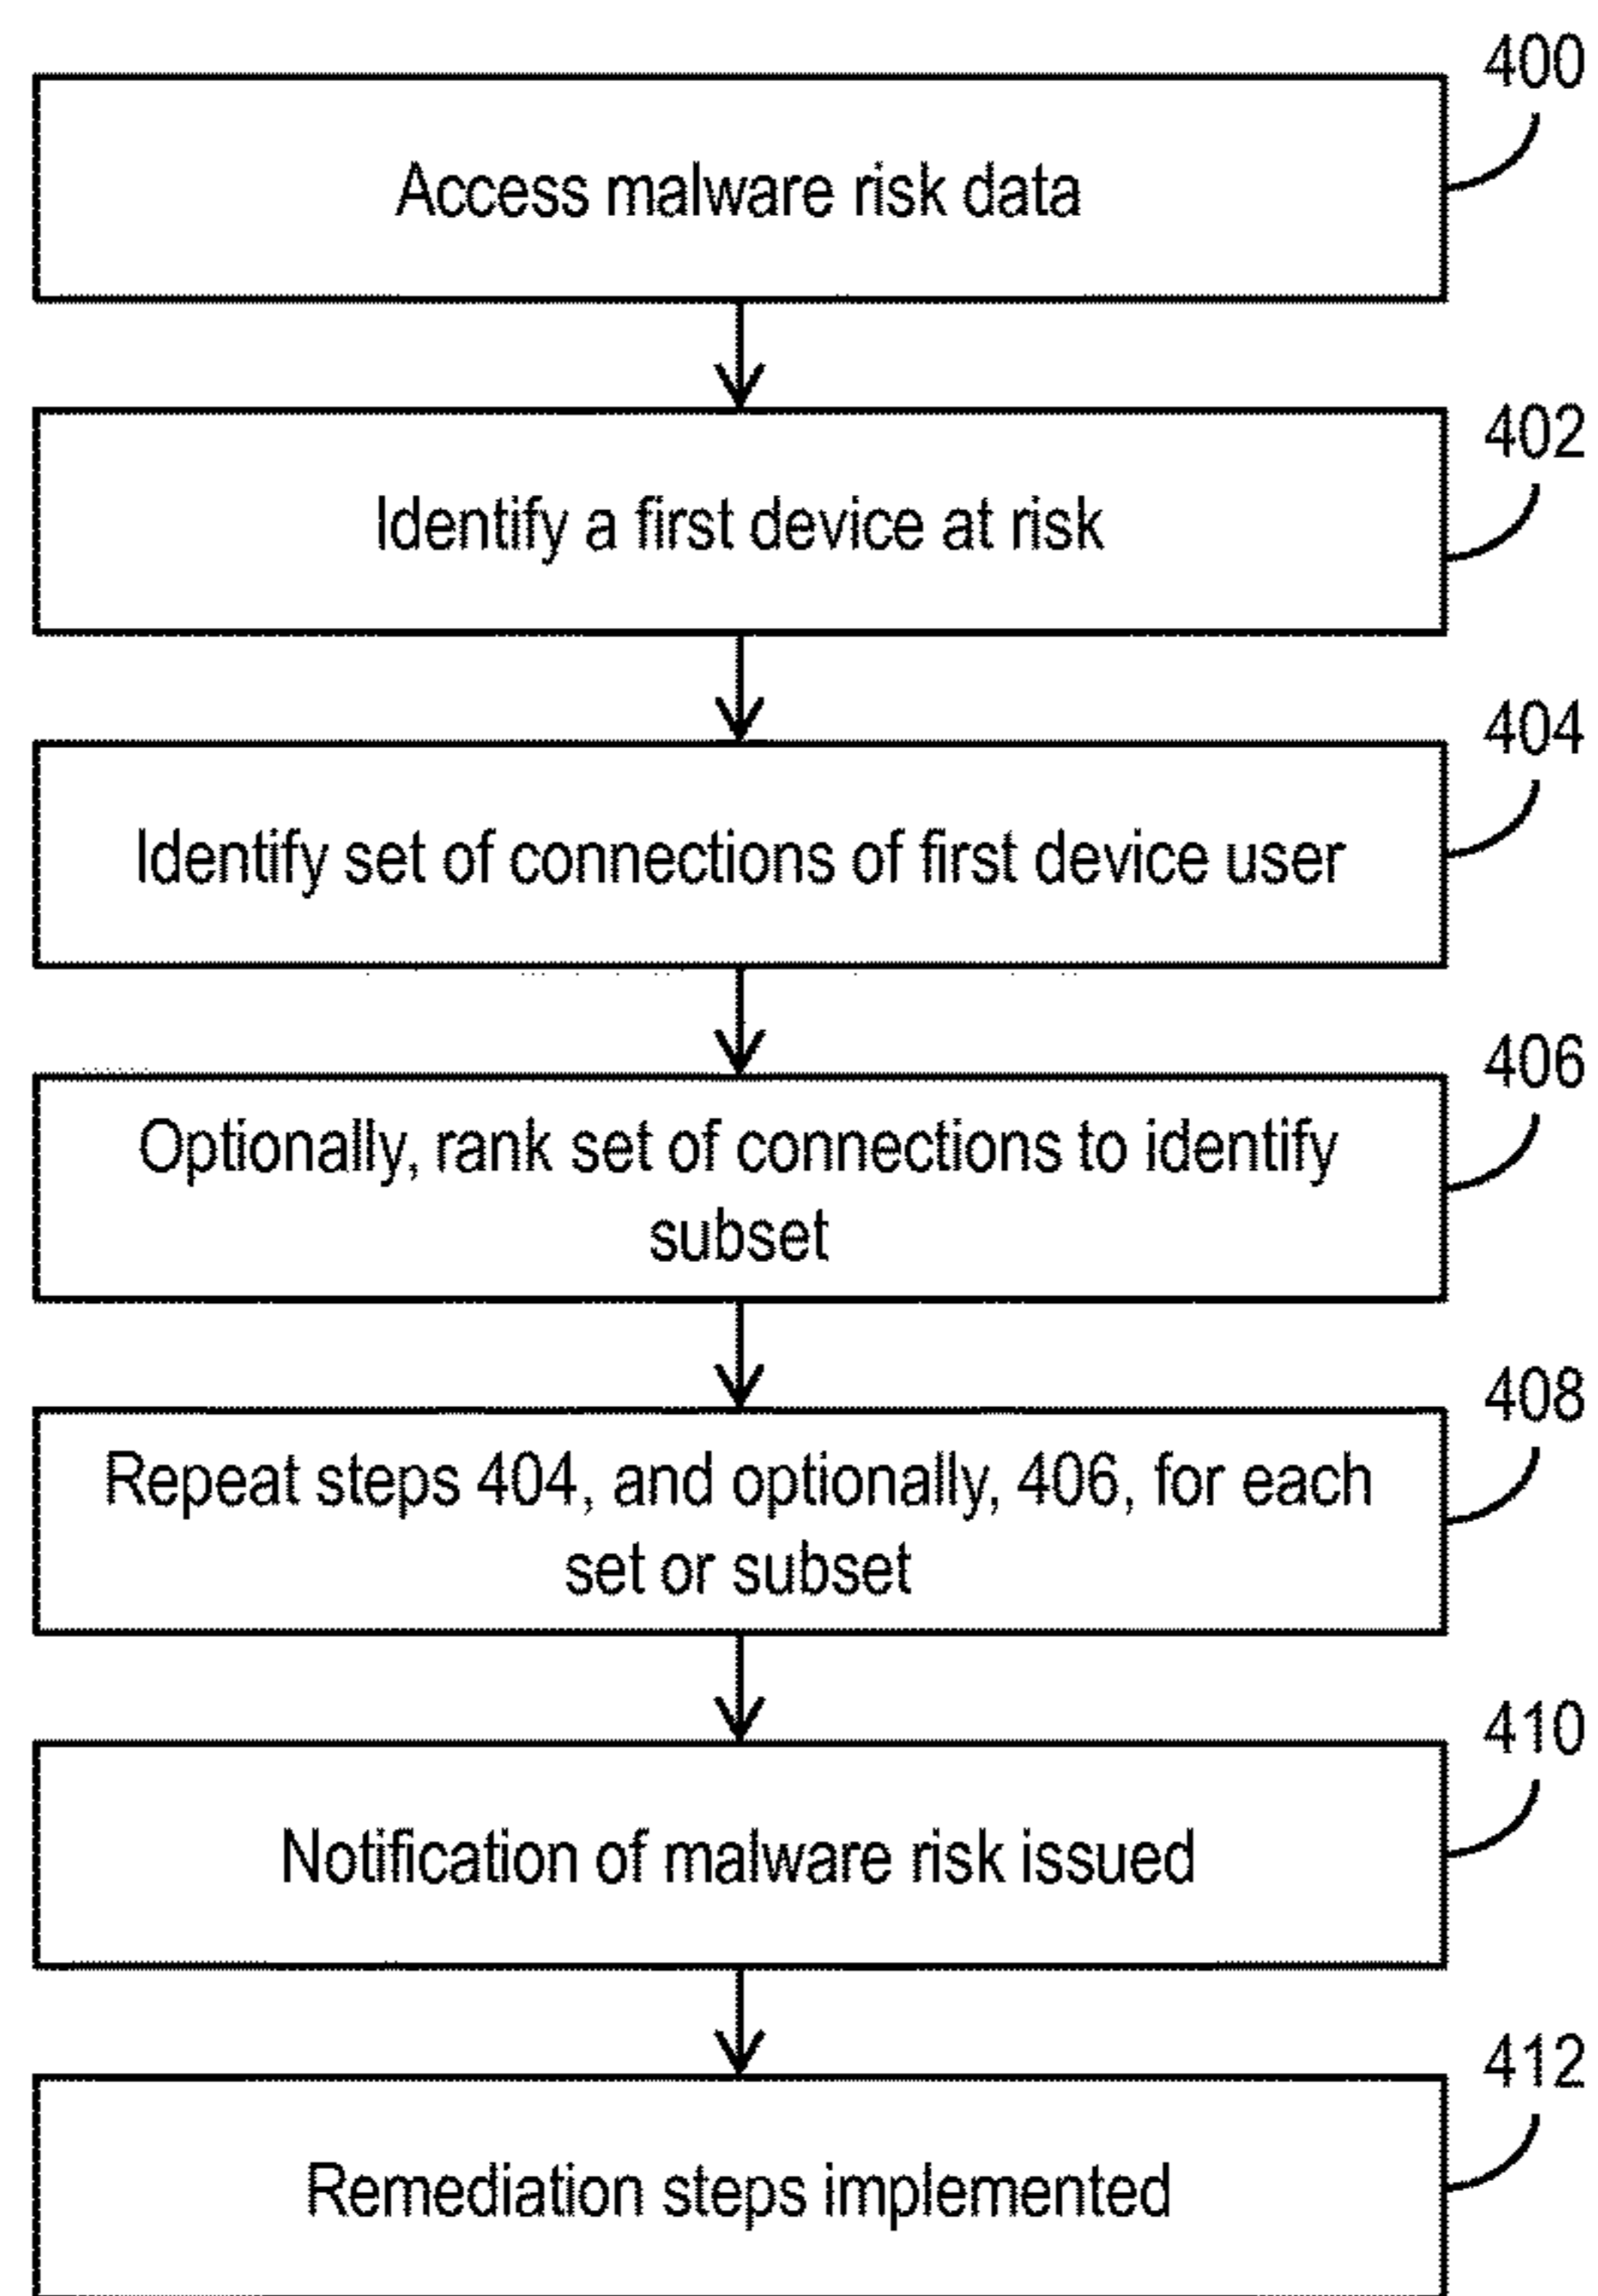 400
Access malware risk data
402
Identify a first device at risk
404
Identify set of connections of first device user
406
Optionally, rank set of connections to identify
subset
408
Repeat steps 404, and optionally, 406, for each
set or subset
410
Notification of malware risk issued
412
Remediation steps implemented